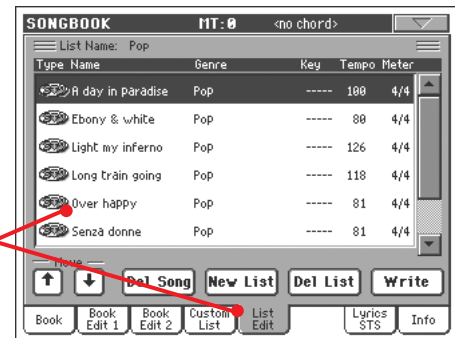 SONGBOOK MT:0 <no chord>
List Name: Pop
Type Name Genre Key Tempo Meter
A day in paradise Pop ----- 100 4/4
Ebony & white Pop ----- 80 4/4
Light my inferno Pop ----- 126 4/4
Long train going Pop ----- 118 4/4
Over happy Pop ----- 81 4/4
Senza donne Pop ----- 81 4/4
Move
Del Song New List Del List Write
Book Book Edit 1 Book Edit 2 Custom List List Edit Lyrics STS Info